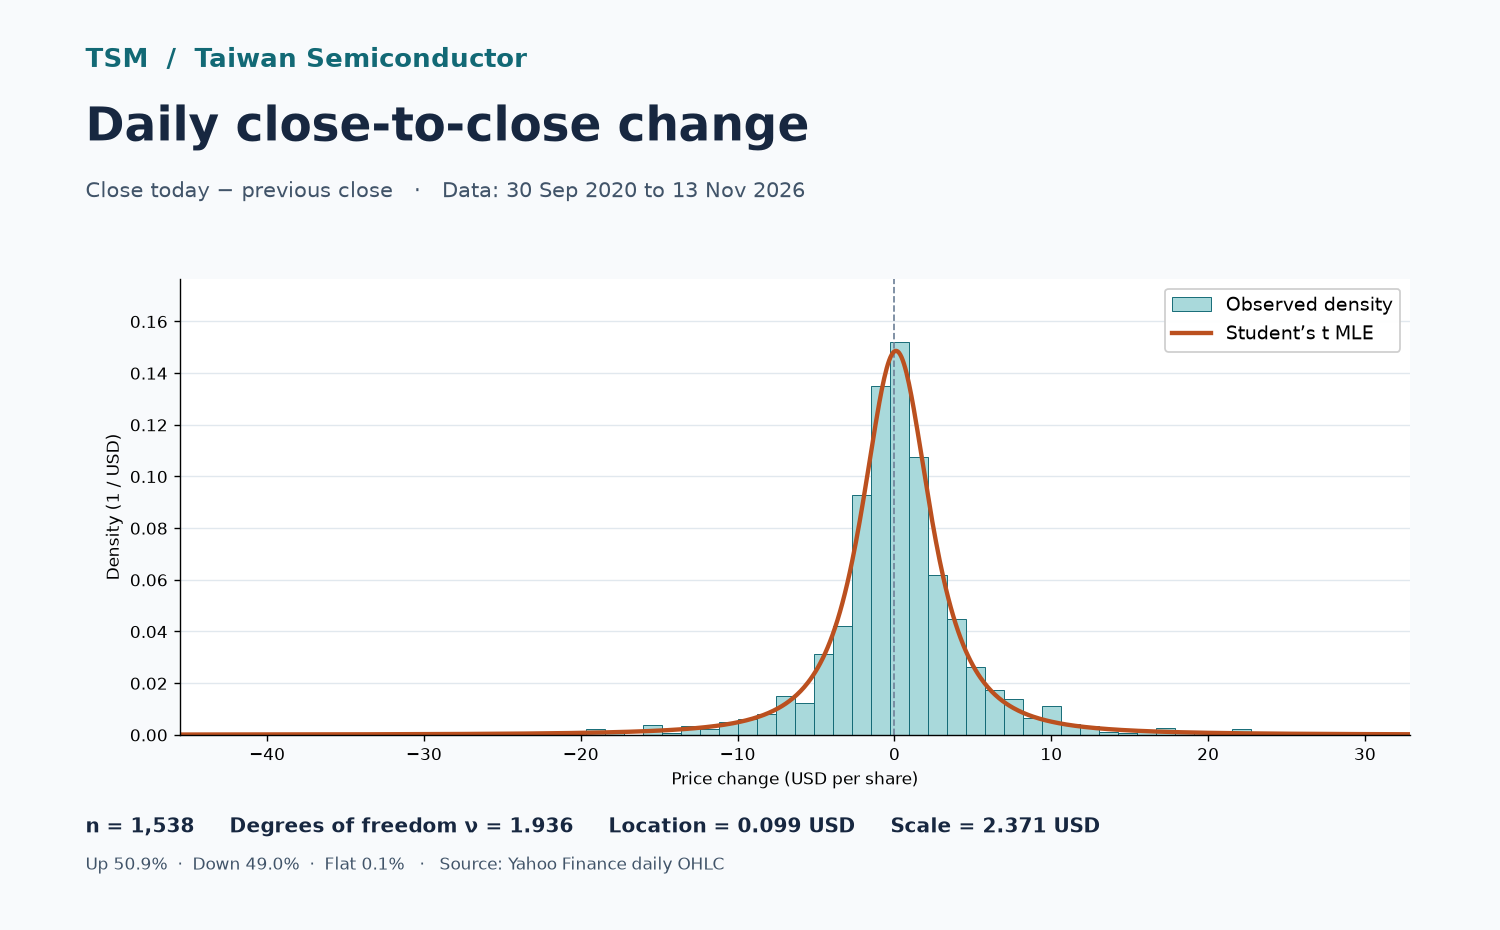 TSM / Taiwan Semiconductor
Daily close-to-close change
Close today − previous close · Data: 30 Sep 2020 to 13 Nov 2026
Observed density
Student’s t MLE
0.16
0.14
0.12
0.10
0.08
0.06
0.04
0.02
0.00
Density (1 / USD)
−40 −30 −20 −10 0 10 20 30
Price change (USD per share)
n = 1,538 Degrees of freedom ν = 1.936 Location = 0.099 USD Scale = 2.371 USD
Up 50.9% · Down 49.0% · Flat 0.1% · Source: Yahoo Finance daily OHLC